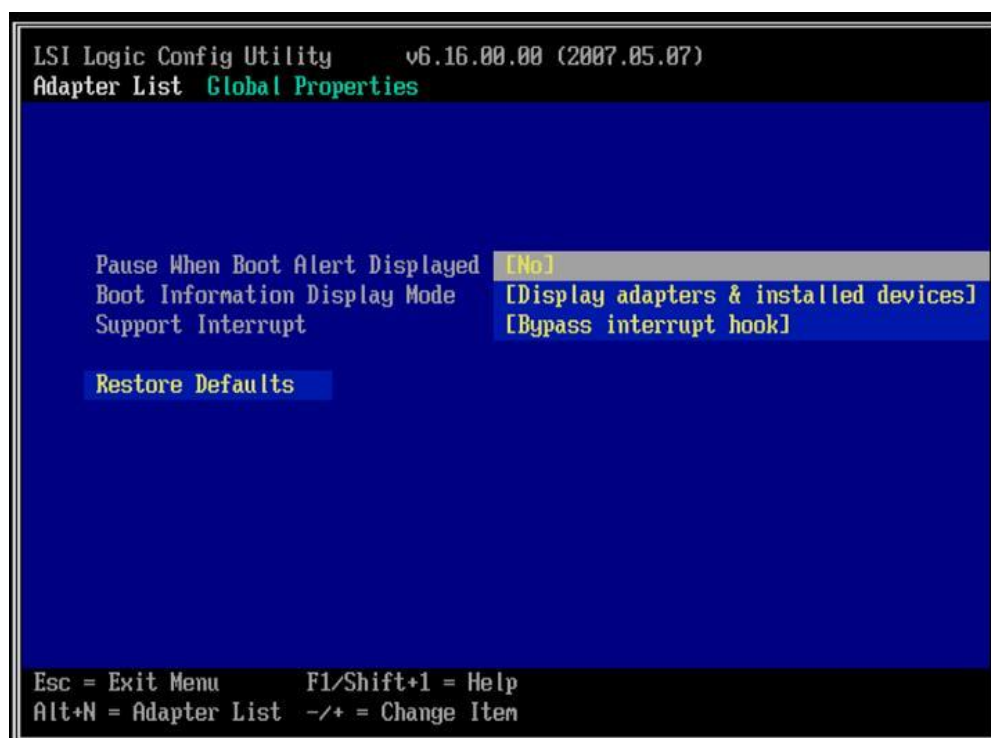 LSI Logic Config Utility v6.16.00.00 (2007.05.07)
Adapter List Global Properties
Pause When Boot Alert Displayed [No]
Boot Information Display Mode [Display adapters & installed devices]
Support Interrupt [Bypass interrupt hook]
Restore Defaults
Esc = Exit Menu F1/Shift+1 = Help
Alt+N = Adapter List -/+ = Change Item